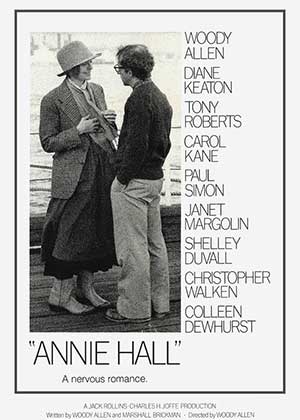 WOODY
ALLEN
DIANE
KEATON
TONY
ROBERTS
CAROL
KANE
PAUL
SIMON
JANET
MARGOLIN
SHELLEY
DUVALL
CHRISTOPHER
WALKEN
COLLEEN
DEWHURST
"ANNIE HALL"
A nervous romance.
A JACK ROLLINS-CHARLES H. JOFFE PRODUCTION
Written by WOODY ALLEN and MARSHALL BRICKMAN · Directed by WOODY ALLEN